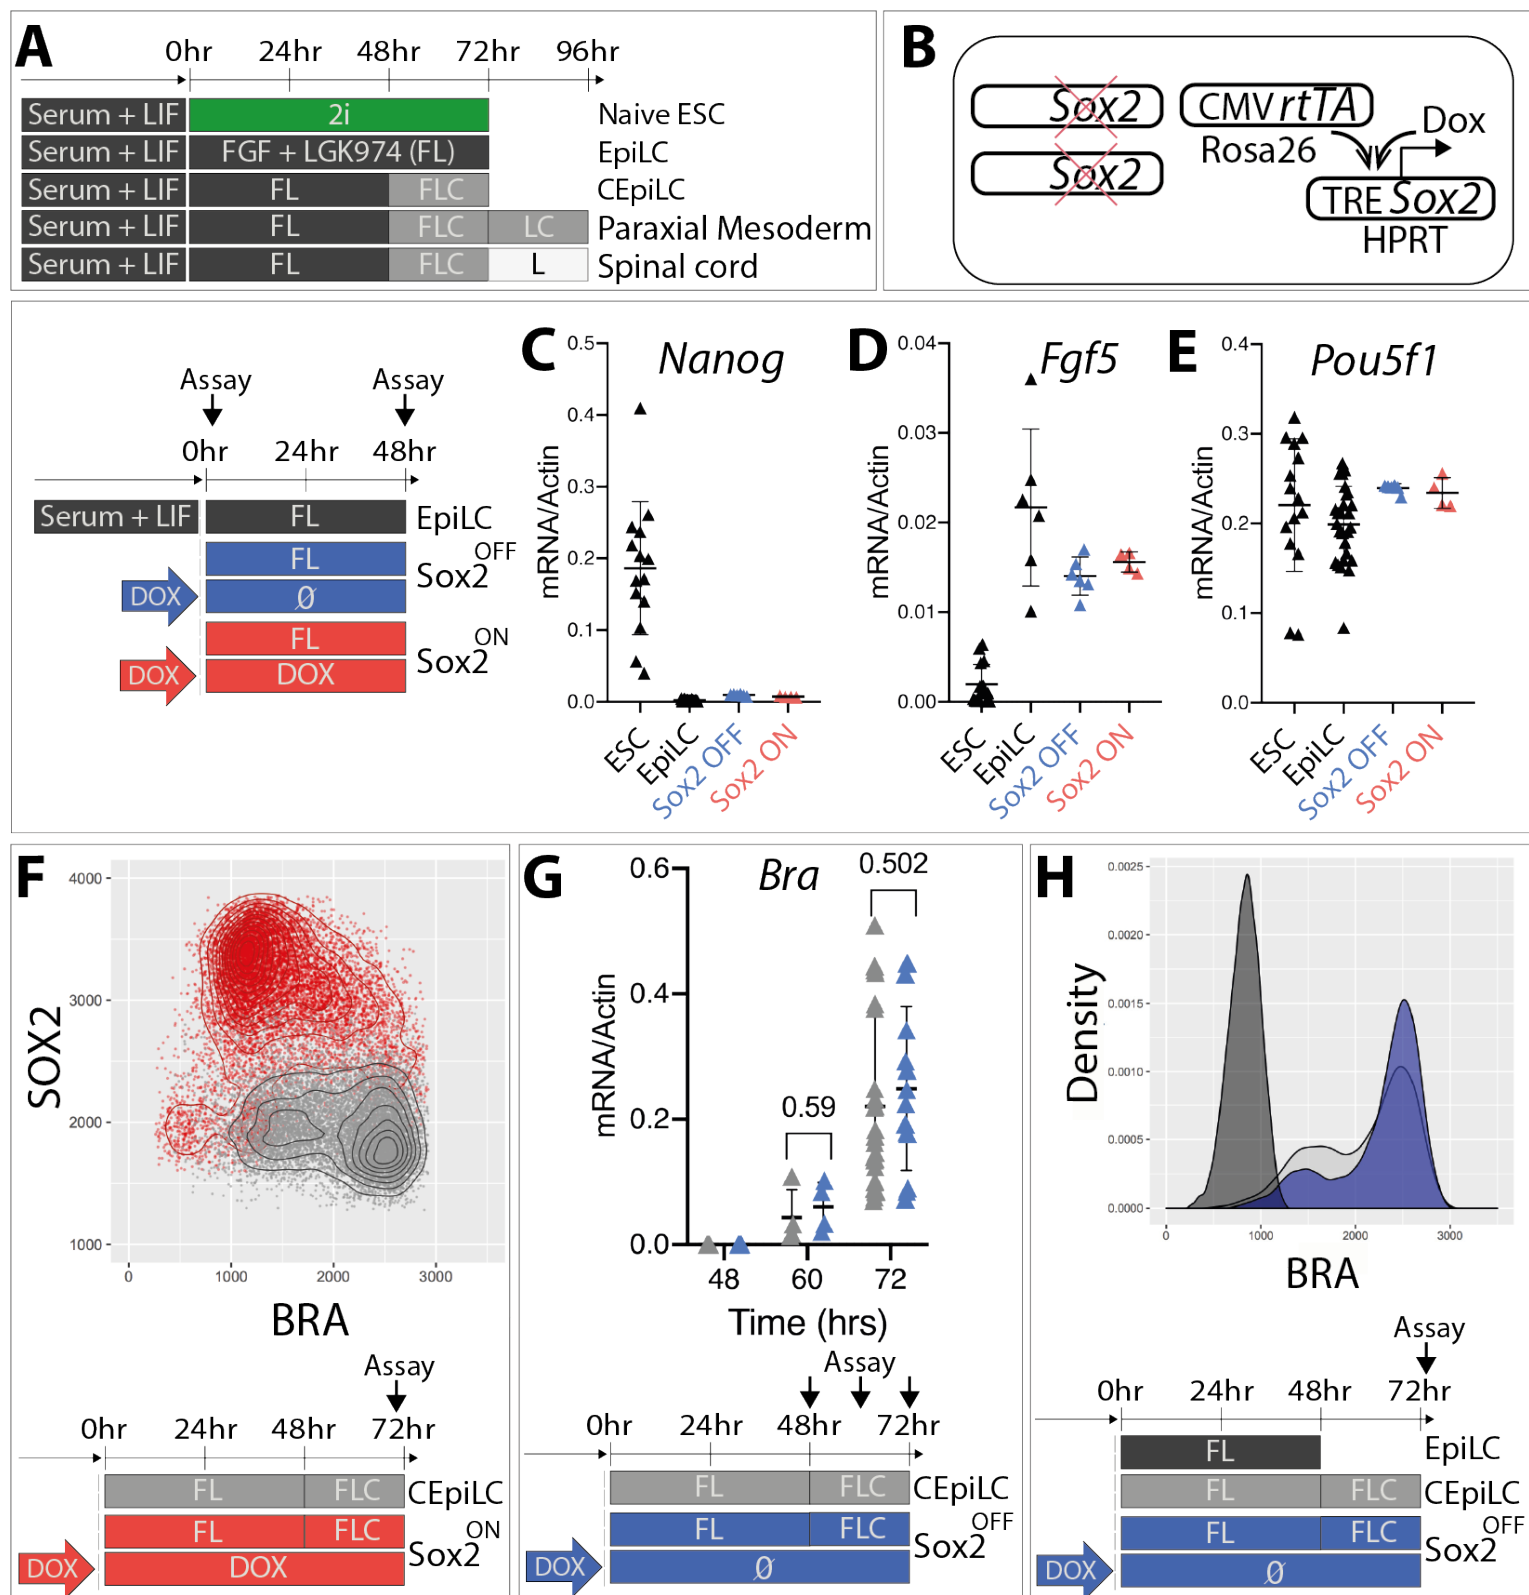 A
0hr 24hr 48hr 72hr 96hr
Serum + LIF 2i Naive ESC
Serum + LIF FGF + LGK974 (FL) EpiLC
Serum + LIF FL FLC CEpiLC
Serum + LIF FL FLC LC Paraxial Mesoderm
Serum + LIF FL FLC L Spinal cord
B
Sox2 CMV rtTA Dox
Rosa26
Sox2
TRE Sox2
HPRT
Assay Assay
0hr 24hr 48hr
Serum + LIF FL EpiLC
FL
Sox2 OFF
DOX Ø
FL
Sox2 ON
DOX DOX
C
Nanog
mRNA/Actin
0.5
0.4
0.3
0.2
0.1
0.0
ESC
EpiLC
Sox2 OFF
Sox2 ON
D
Fgf5
mRNA/Actin
0.04
0.03
0.02
0.01
0.00
ESC
EpiLC
Sox2 OFF
Sox2 ON
E
Pou5f1
mRNA/Actin
0.4
0.3
0.2
0.1
0.0
ESC
EpiLC
Sox2 OFF
Sox2 ON
F
SOX2
4000
3000
2000
1000
0 1000 2000 3000
BRA
Assay
0hr 24hr 48hr 72hr
FL FLC CEpiLC
FL FLC
Sox2 ON
DOX DOX
G
Bra
0.502
0.59
mRNA/Actin
0.6
0.4
0.2
0.0
48 60 72
Time (hrs)
Assay
0hr 24hr 48hr 72hr
FL FLC CEpiLC
FL FLC
Sox2 OFF
DOX Ø
H
Density
0.0025
0.0020
0.0015
0.0010
0.0005
0.0000
0 1000 2000 3000
BRA
Assay
0hr 24hr 48hr 72hr
FL EpiLC
FL FLC CEpiLC
FL FLC
Sox2 OFF
DOX Ø